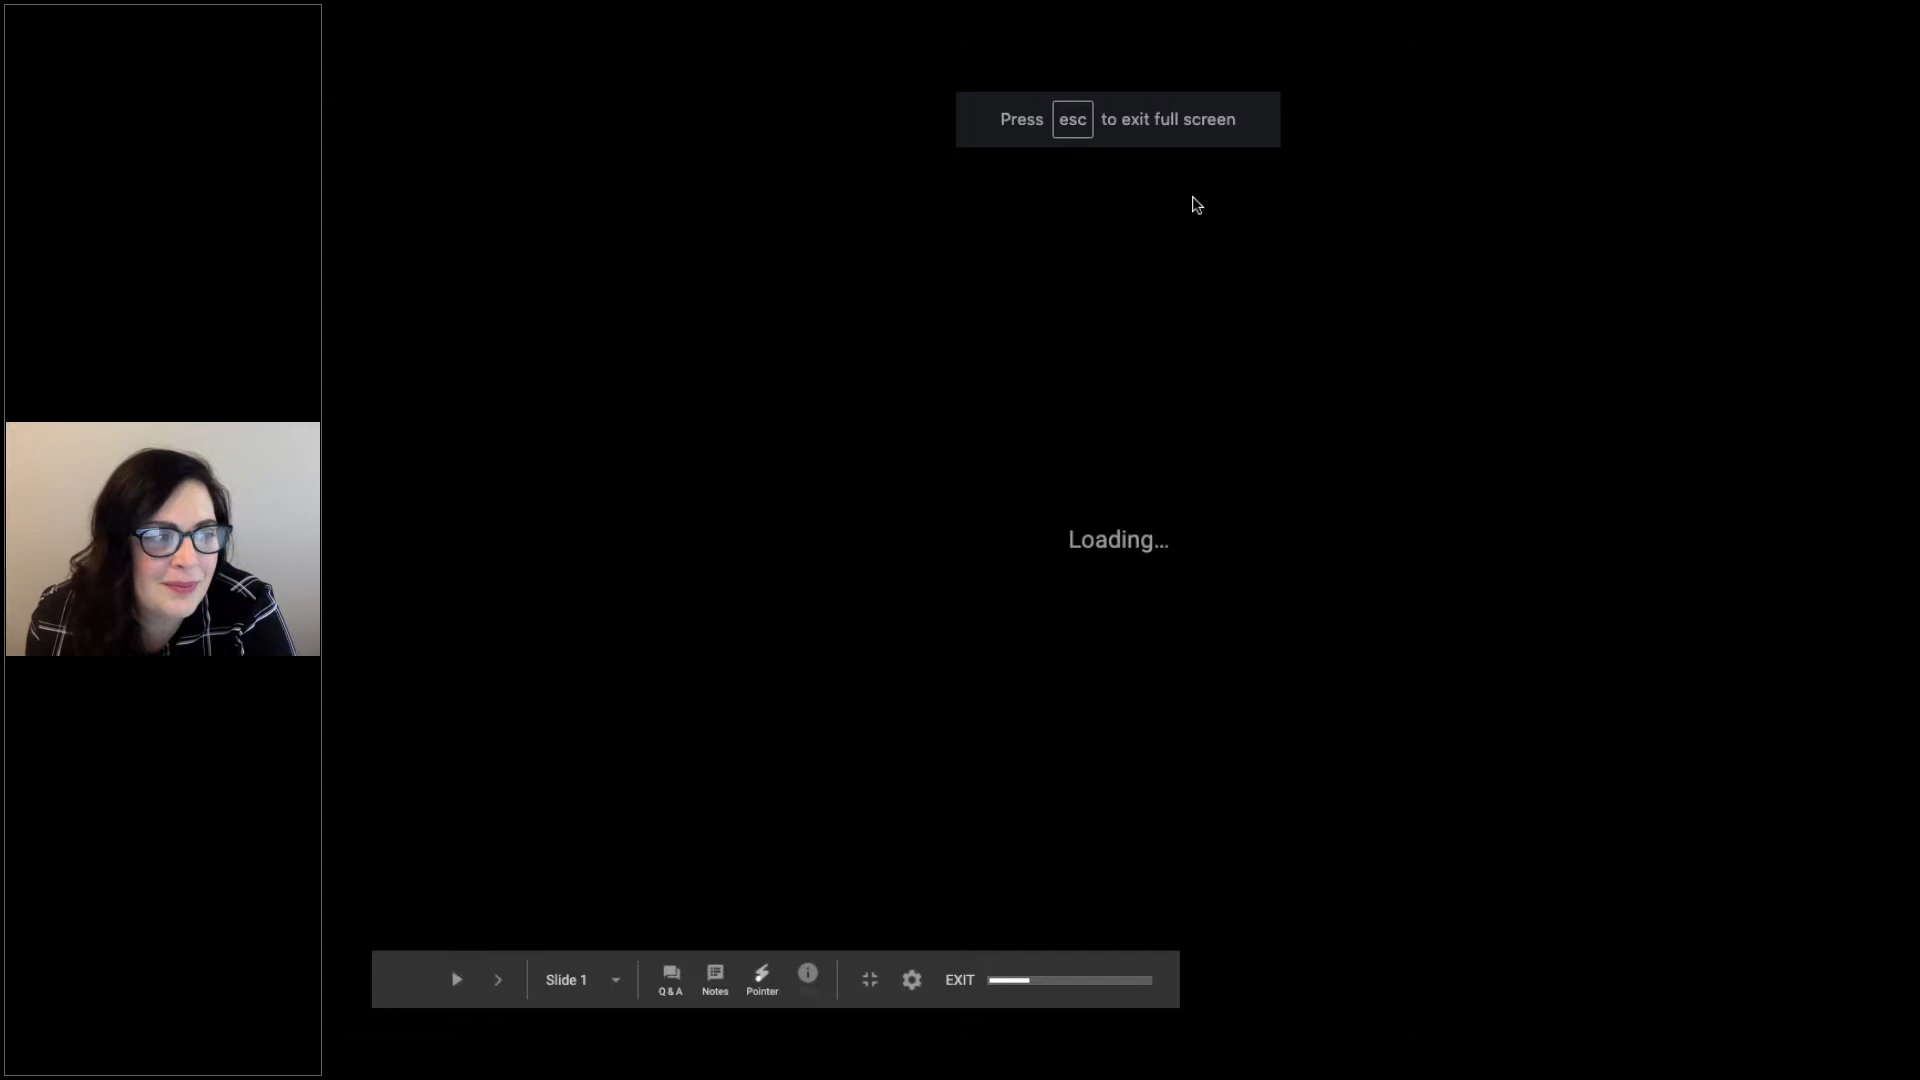 Press esc to exit full screen
Loading...
Slide 1
Q & A
Notes
Pointer
EXIT